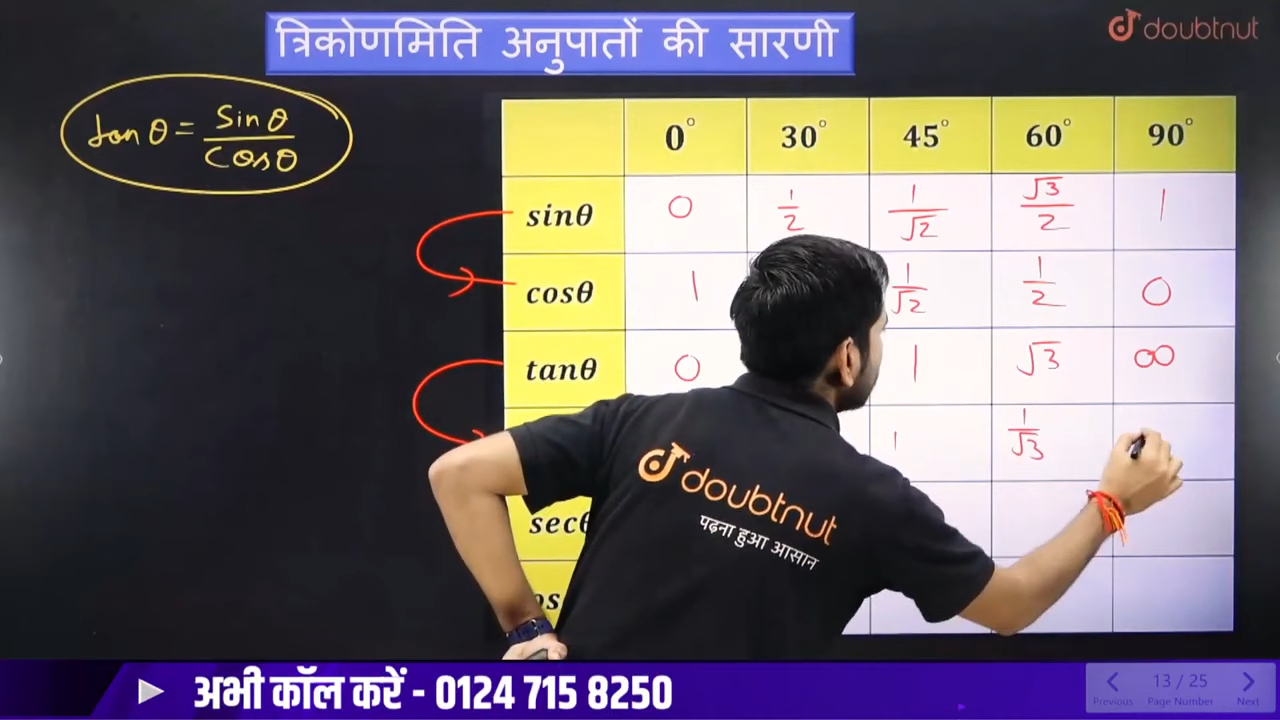 त्रिकोणमिति अनुपातों की सारणी
doubtnut
tan θ = sin θ / cos θ
0° 30° 45° 60° 90°
sinθ 0 1/2 1/√2 √3/2 1
cosθ 1 1/√2 1/2 0
tanθ 0 1 √3 ∞
1 1/√3
sec
doubtnut
पढ़ना हुआ आसान
अभी कॉल करें - 0124 715 8250
13 / 25
Previous Page Number Next